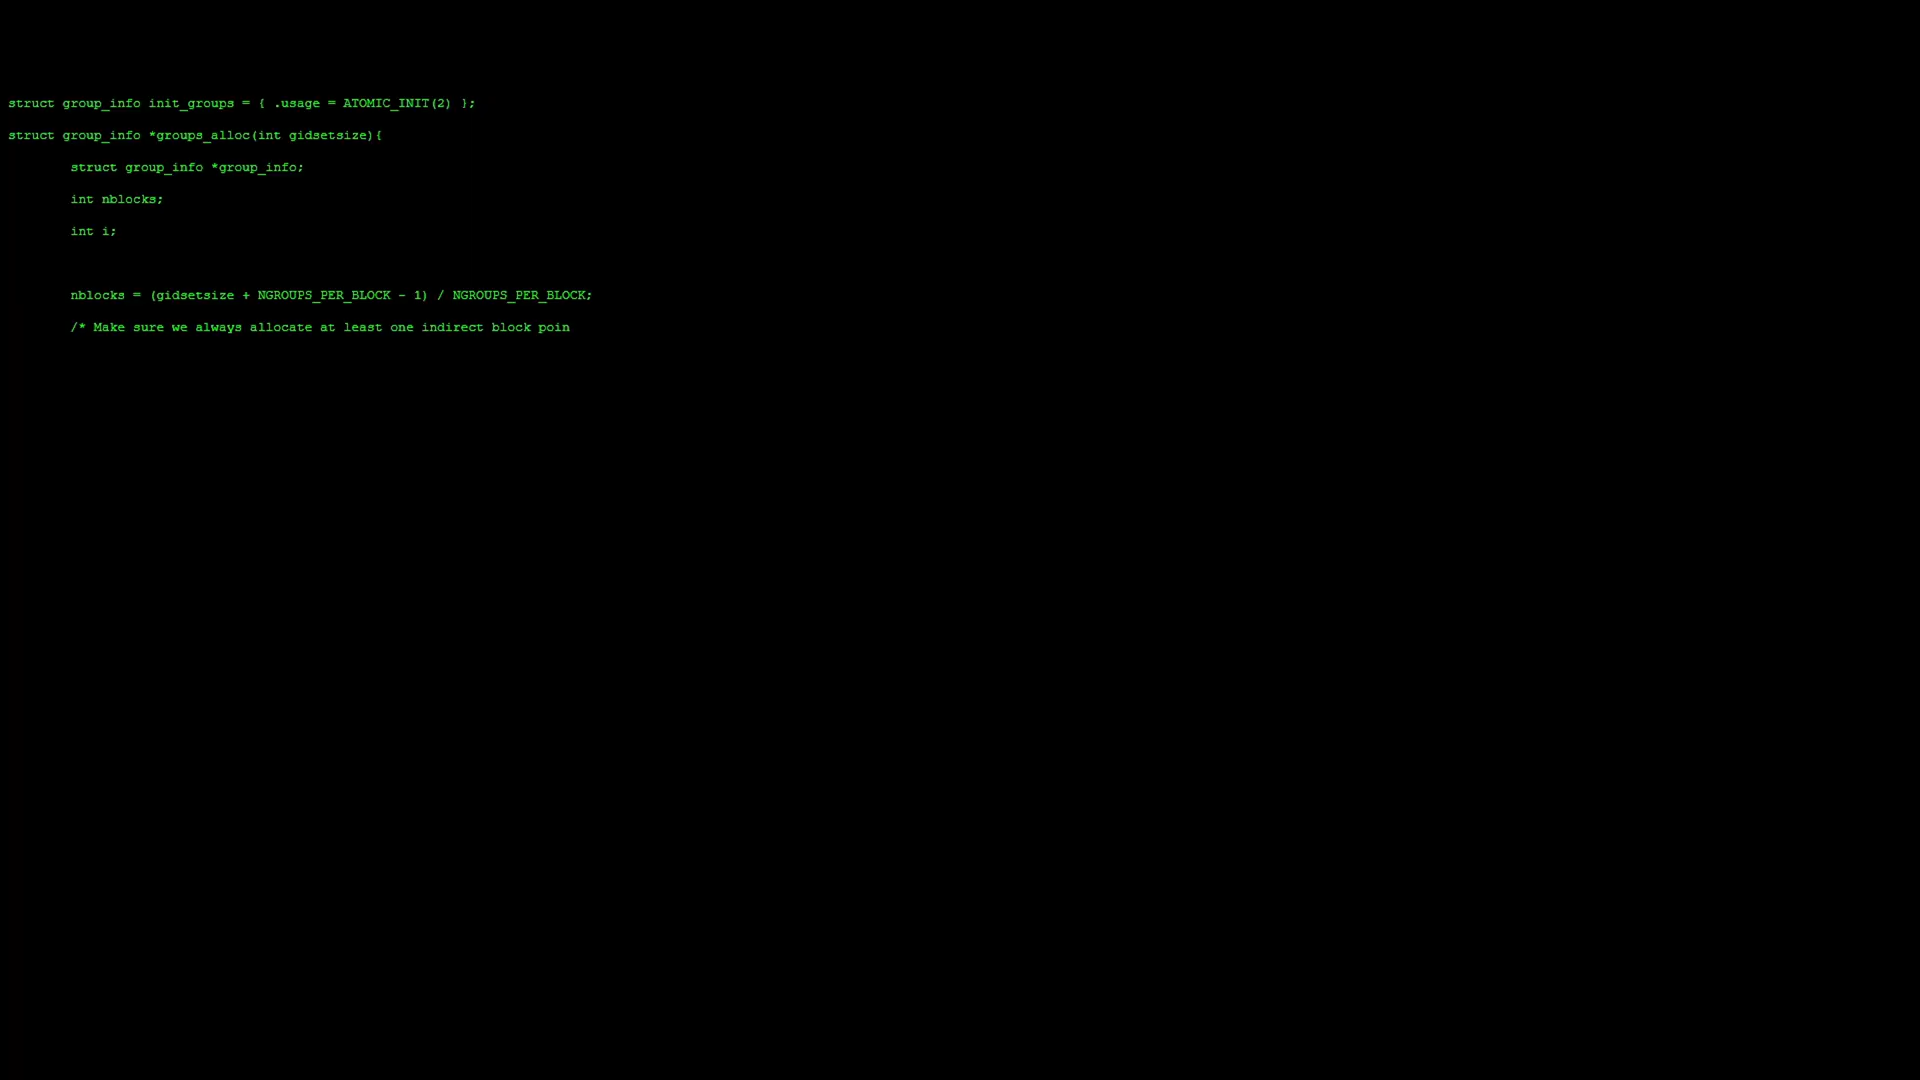 struct group_info init_groups = { .usage = ATOMIC_INIT(2) };
struct group_info *groups_alloc(int gidsetsize){
struct group_info *group_info;
int nblocks;
int i;
nblocks = (gidsetsize + NGROUPS_PER_BLOCK - 1) / NGROUPS_PER_BLOCK;
/* Make sure we always allocate at least one indirect block poin